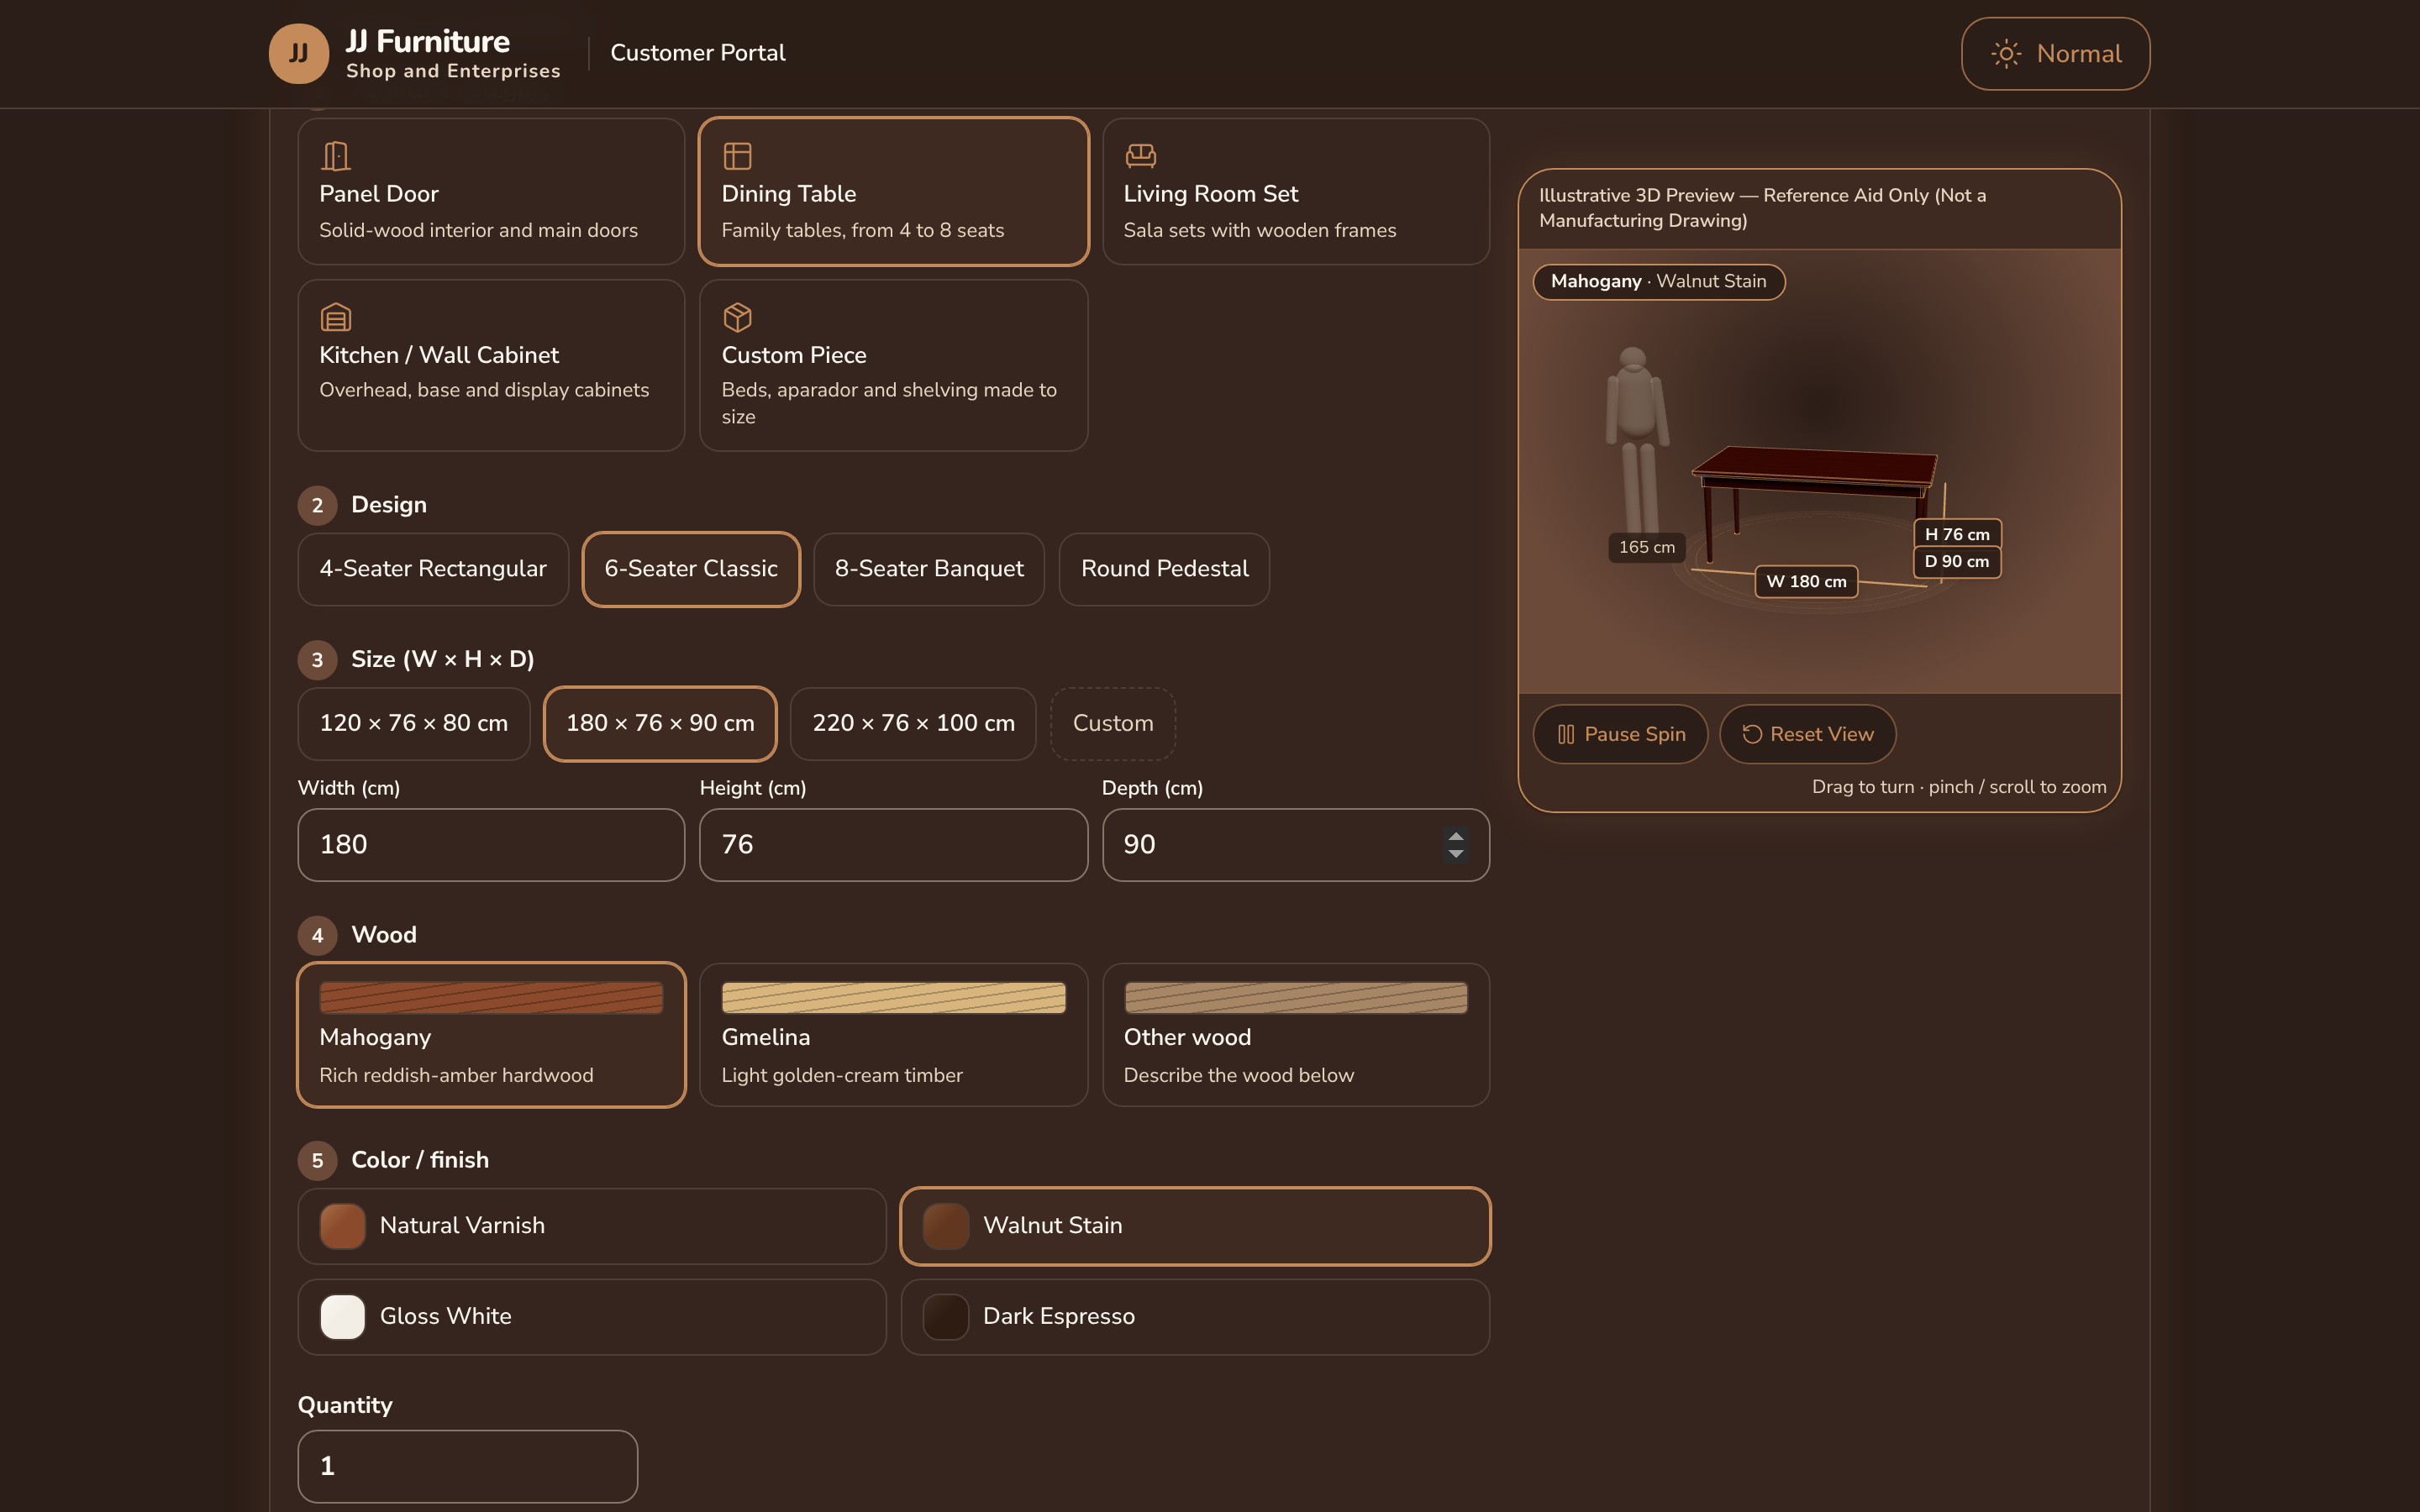 JJ
JJ Furniture
Shop and Enterprises
Customer Portal
Normal
Panel Door
Solid-wood interior and main doors
Dining Table
Family tables, from 4 to 8 seats
Living Room Set
Sala sets with wooden frames
Kitchen / Wall Cabinet
Overhead, base and display cabinets
Custom Piece
Beds, aparador and shelving made to
size
2 Design
4-Seater Rectangular
6-Seater Classic
8-Seater Banquet
Round Pedestal
3 Size (W × H × D)
120 × 76 × 80 cm
180 × 76 × 90 cm
220 × 76 × 100 cm
Custom
Width (cm)
Height (cm)
Depth (cm)
180
76
90
4 Wood
Mahogany
Rich reddish-amber hardwood
Gmelina
Light golden-cream timber
Other wood
Describe the wood below
5 Color / finish
Natural Varnish
Walnut Stain
Gloss White
Dark Espresso
Quantity
1
Illustrative 3D Preview — Reference Aid Only (Not a
Manufacturing Drawing)
Mahogany · Walnut Stain
165 cm
H 76 cm
D 90 cm
W 180 cm
Pause Spin
Reset View
Drag to turn · pinch / scroll to zoom